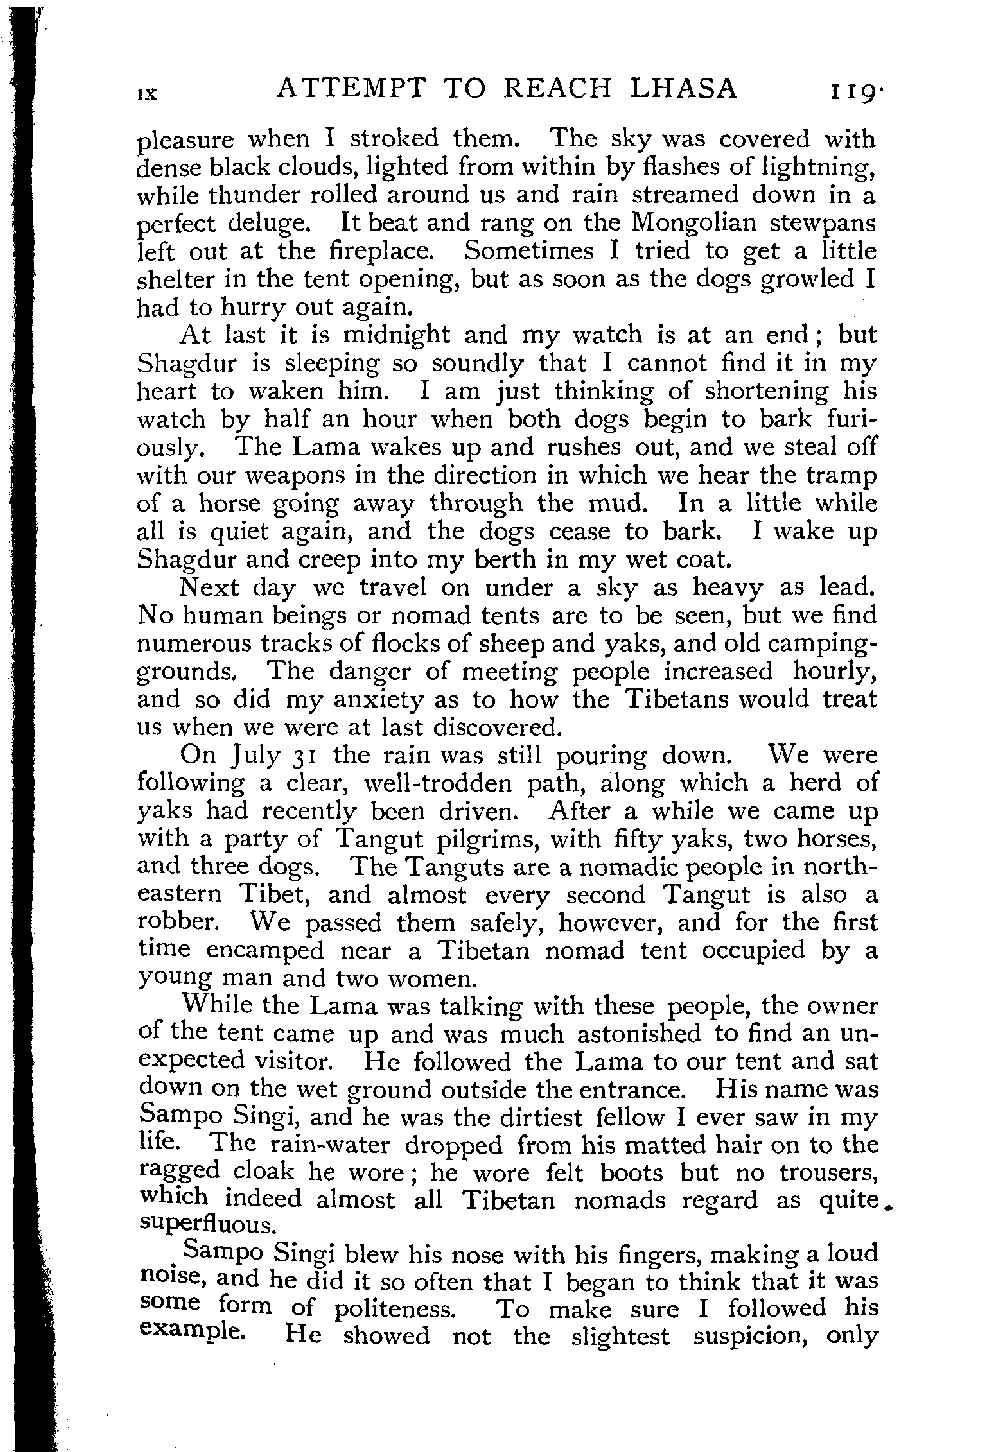 IX ATTEMPT TO REACH LHASA 119
pleasure when I stroked them. The sky was covered with
dense black clouds, lighted from within by flashes of lightning,
while thunder rolled around us and rain streamed down in a
perfect deluge. It beat and rang on the Mongolian stewpans
left out at the fireplace. Sometimes I tried to get a little
shelter in the tent opening, but as soon as the dogs growled I
had to hurry out again.
At last it is midnight and my watch is at an end; but
Shagdur is sleeping so soundly that I cannot find it in my
heart to waken him. I am just thinking of shortening his
watch by half an hour when both dogs begin to bark furi-
ously. The Lama wakes up and rushes out, and we steal off
with our weapons in the direction in which we hear the tramp
of a horse going away through the mud. In a little while
all is quiet again, and the dogs cease to bark. I wake up
Shagdur and creep into my berth in my wet coat.
Next day we travel on under a sky as heavy as lead.
No human beings or nomad tents are to be seen, but we find
numerous tracks of flocks of sheep and yaks, and old camping-
grounds. The danger of meeting people increased hourly,
and so did my anxiety as to how the Tibetans would treat
us when we were at last discovered.
On July 31 the rain was still pouring down. We were
following a clear, well-trodden path, along which a herd of
yaks had recently been driven. After a while we came up
with a party of Tangut pilgrims, with fifty yaks, two horses,
and three dogs. The Tanguts are a nomadic people in north-
eastern Tibet, and almost every second Tangut is also a
robber. We passed them safely, however, and for the first
time encamped near a Tibetan nomad tent occupied by a
young man and two women.
While the Lama was talking with these people, the owner
of the tent came up and was much astonished to find an un-
expected visitor. He followed the Lama to our tent and sat
down on the wet ground outside the entrance. His name was
Sampo Singi, and he was the dirtiest fellow I ever saw in my
life. The rain-water dropped from his matted hair on to the
ragged cloak he wore; he wore felt boots but no trousers,
which indeed almost all Tibetan nomads regard as quite
superfluous.
Sampo Singi blew his nose with his fingers, making a loud
noise, and he did it so often that I began to think that it was
some form of politeness. To make sure I followed his
example. He showed not the slightest suspicion, only